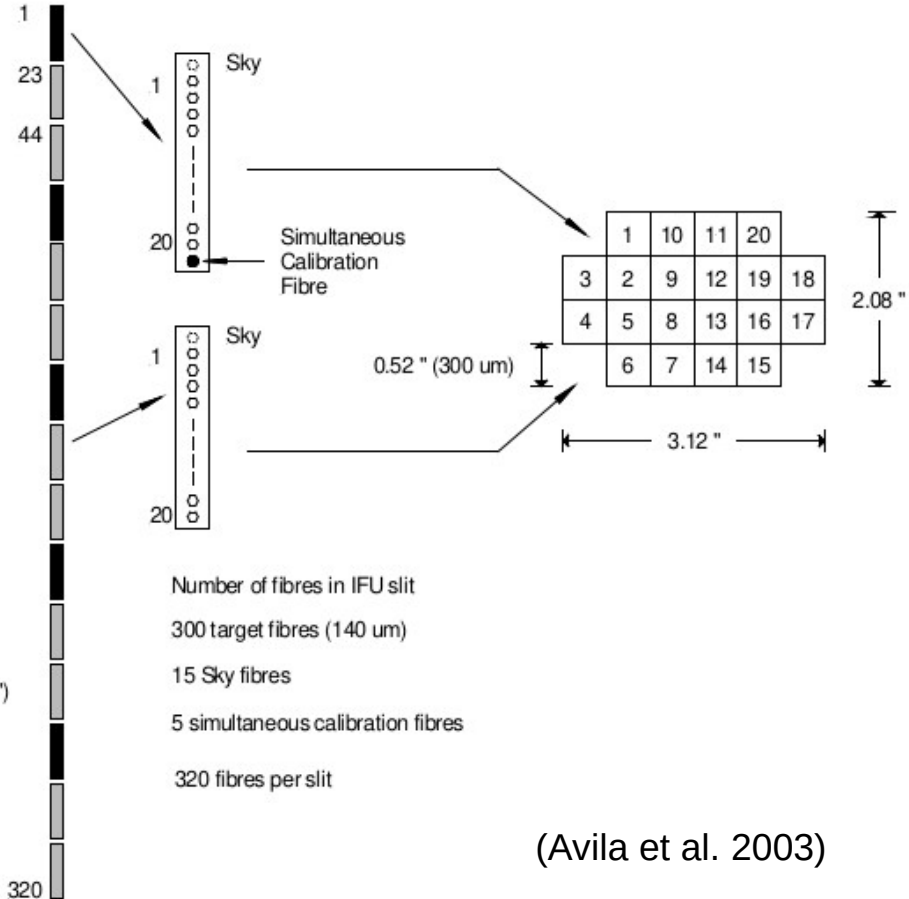 1
23
44
320
")
Sky
1
20
Simultaneous
Calibration
Fibre
Sky
1
20
1 10 11 20
3 2 9 12 19 18
4 5 8 13 16 17
6 7 14 15
2.08 "
0.52 " (300 um)
3.12 "
Number of fibres in IFU slit
300 target fibres (140 um)
15 Sky fibres
5 simultaneous calibration fibres
320 fibres per slit
(Avila et al. 2003)